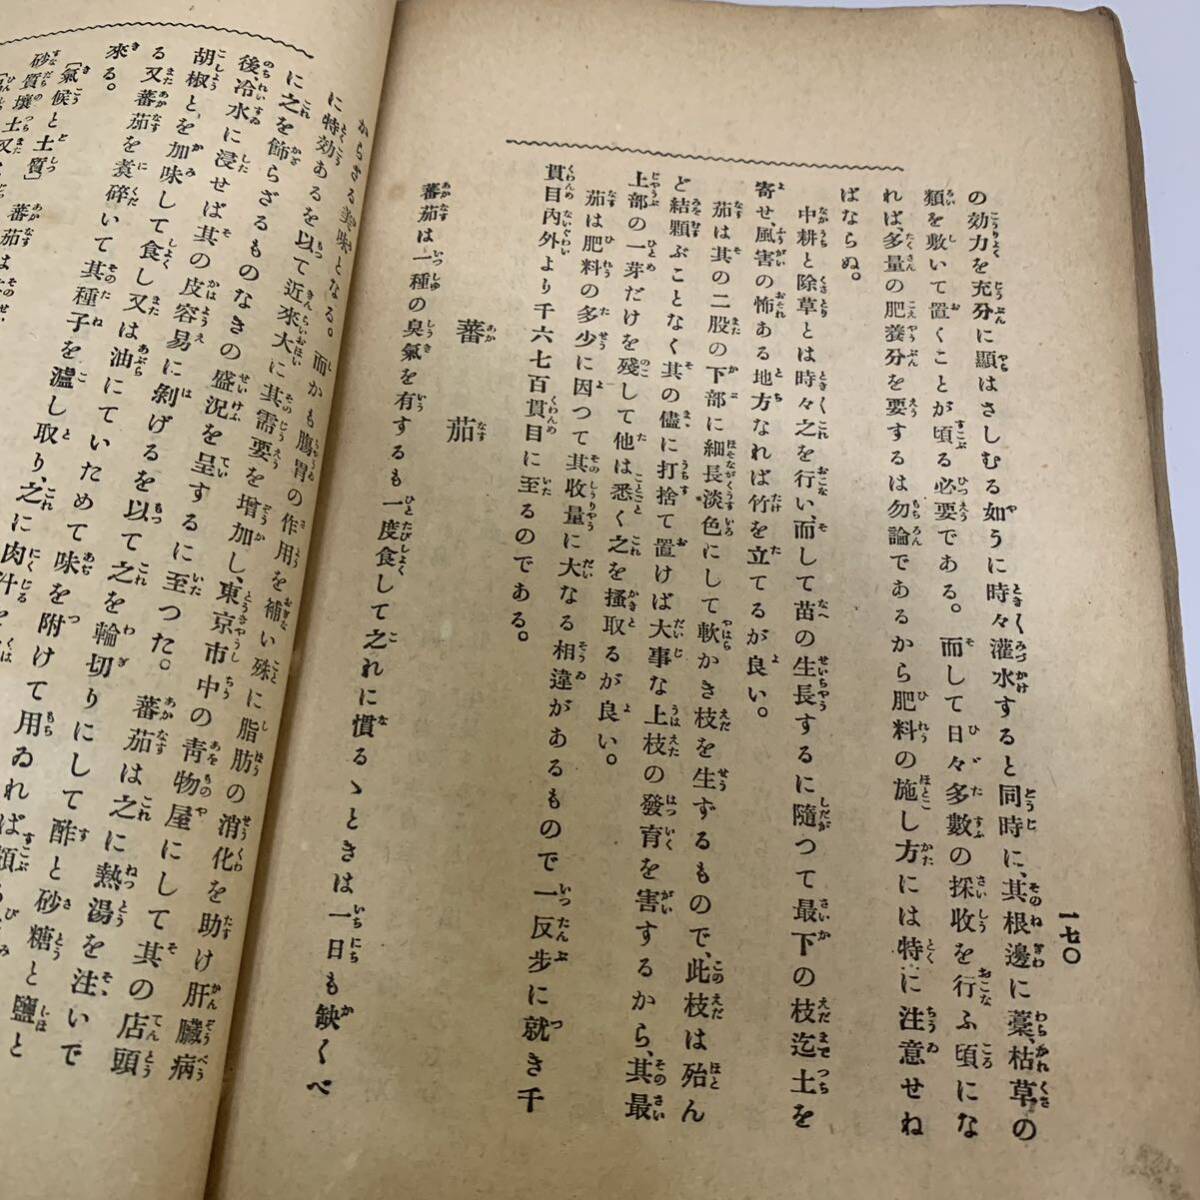 一七〇
の効力を充分に顯はさしむる如うに時々灌水すると同時に、其根邊に藁、枯草の
類を敷いて置くことが頃る必要である。而して日々多數の採收を行ふ頃にな
れば、多量の肥養分を要するは勿論であるから肥料の施し方には特に注意せね
ばならぬ。
中耕と除草とは時々之を行い、而して苗の生長するに隨つて最下の枝迄土を
寄せ、風害の怖ある地方なれば竹を立てるが良い。
茄は其の二股の下部に細長淡色にして軟かき枝を生ずるもので、此枝は殆ん
ど結顆ぶことなく其の儘に打捨て置けば大事な上枝の發育を害するから、其最
上部の一芽だけを殘して他は悉く之を搔取るが良い。
茄は肥料の多少に因つて其收量に大なる相違があるもので一反步に就き千
貫目內外より千六七百貫目に至るのである。
蕃茄
蕃茄は一種の臭氣を有するも一度食して之れに慣るゝときは一日も缺くべ
からざる美味となる。而かも膓胃の作用を補い殊に脂肪の消化を助け肝臟病
に特効あるを以て近來大に其需要を增加し、東京市中の靑物屋にして其の店頭
に之を飾らざるものなきの盛況を呈するに至つた。蕃茄は之に熱湯を注いで
後、冷水に浸せば其の皮容易に剝げるを以て之を輪切りにして酢と砂糖と鹽と
胡椒とを加味して食し又は油にていためて味を附けて用ゐれば頗る
る又蕃茄を煑碎いて其種子を濾し取り、之に肉汁を
來る。
〔氣候と土質〕蕃茄は
砂質壤土又